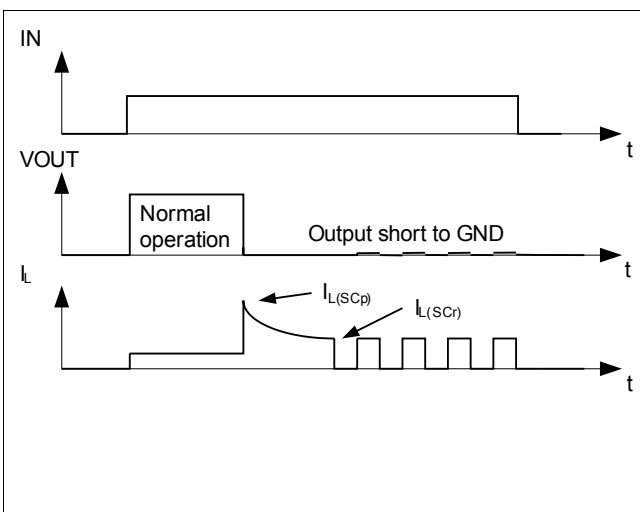 IN
t
VOUT
Normal
operation
Output short to GND
t
IL
IL(SCp)
IL(SCr)
t